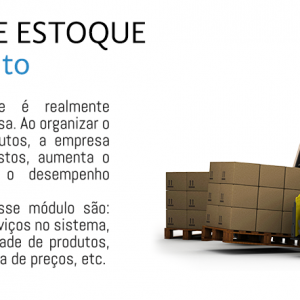 E ESTOQUE
to
e é realmente
sa. Ao organizar o
utos, a empresa
stos, aumenta o
o desempenho
sse módulo são:
viços no sistema,
ade de produtos,
a de preços, etc.